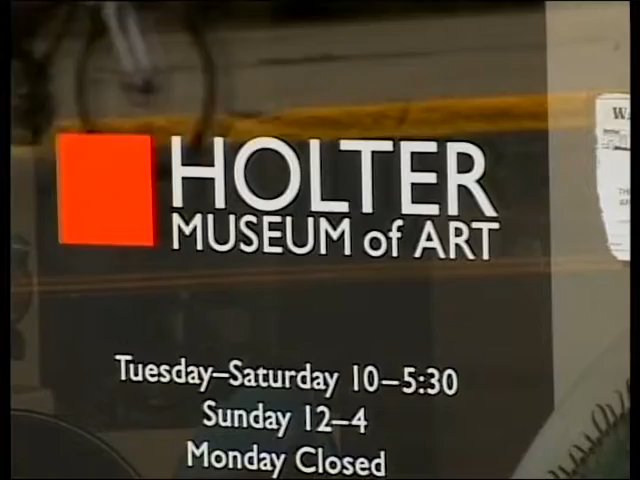 HOLTER
MUSEUM of ART
Tuesday–Saturday 10–5:30
Sunday 12–4
Monday Closed